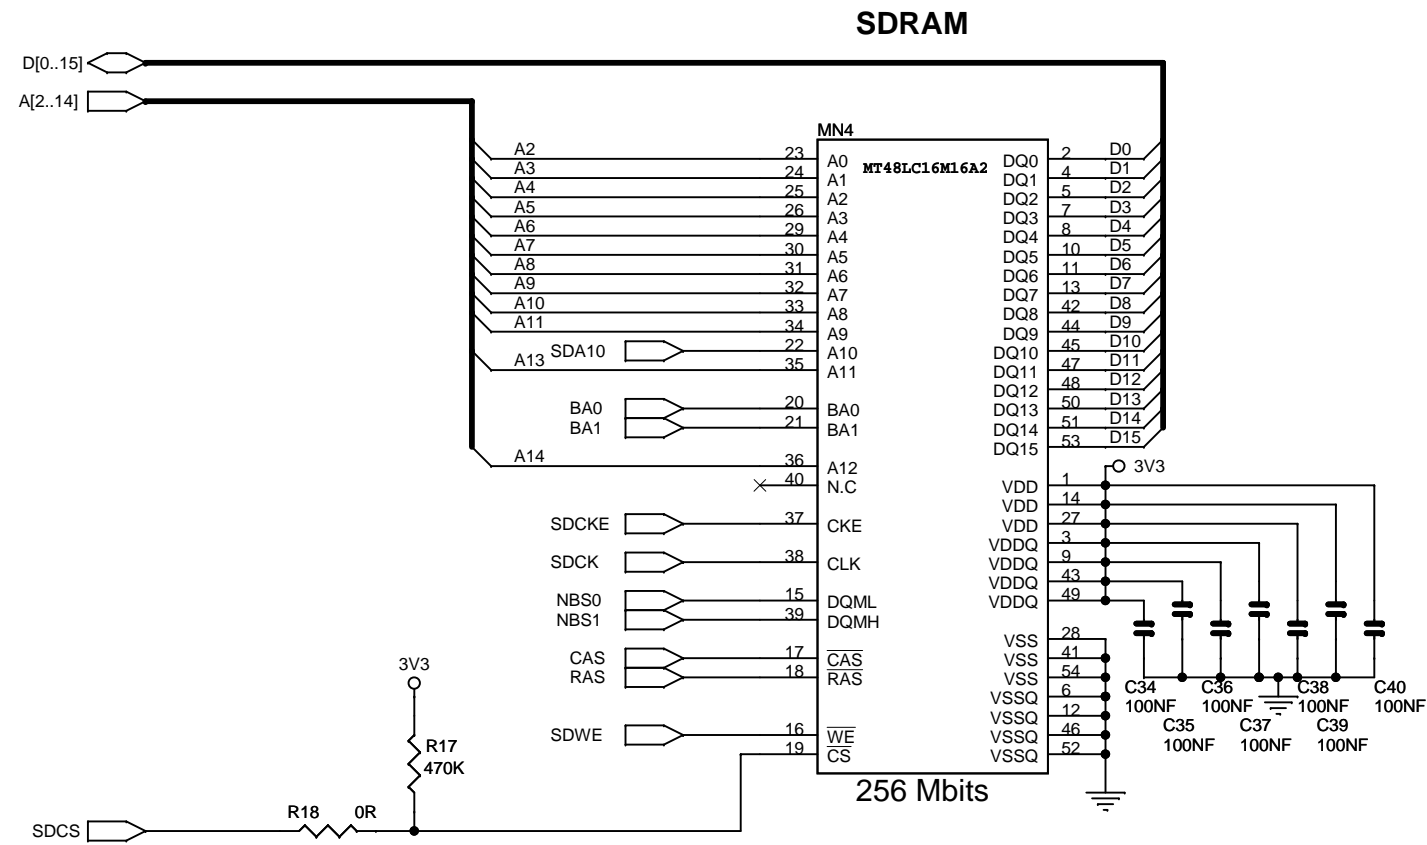 SDRAM
D[0..15]
A[2..14]
MN4
MT48LC16M16A2
A2 23 A0 DQ0 2 D0
A3 24 A1 DQ1 4 D1
A4 25 A2 DQ2 5 D2
A5 26 A3 DQ3 7 D3
A6 29 A4 DQ4 8 D4
A7 30 A5 DQ5 10 D5
A8 31 A6 DQ6 11 D6
A9 32 A7 DQ7 13 D7
A10 33 A8 DQ8 42 D8
A11 34 A9 DQ9 44 D9
SDA10 22 A10 DQ10 45 D10
A13 35 A11 DQ11 47 D11
DQ12 48 D12
BA0 20 BA0 DQ13 50 D13
BA1 21 BA1 DQ14 51 D14
DQ15 53 D15
A14 36 A12 3V3
40 N.C VDD 1
VDD 14
SDCKE 37 CKE VDD 27
VDDQ 3
SDCK 38 CLK VDDQ 9
VDDQ 43
NBS0 15 DQML VDDQ 49
NBS1 39 DQMH
VSS 28
CAS 17 CAS VSS 41
RAS 18 RAS VSS 54
VSSQ 6
VSSQ 12
SDWE 16 WE VSSQ 46
19 CS VSSQ 52
C34 C36 C38 C40
100NF 100NF 100NF 100NF
C35 C37 C39
100NF 100NF 100NF
256 Mbits
3V3
R17
470K
R18 0R
SDCS